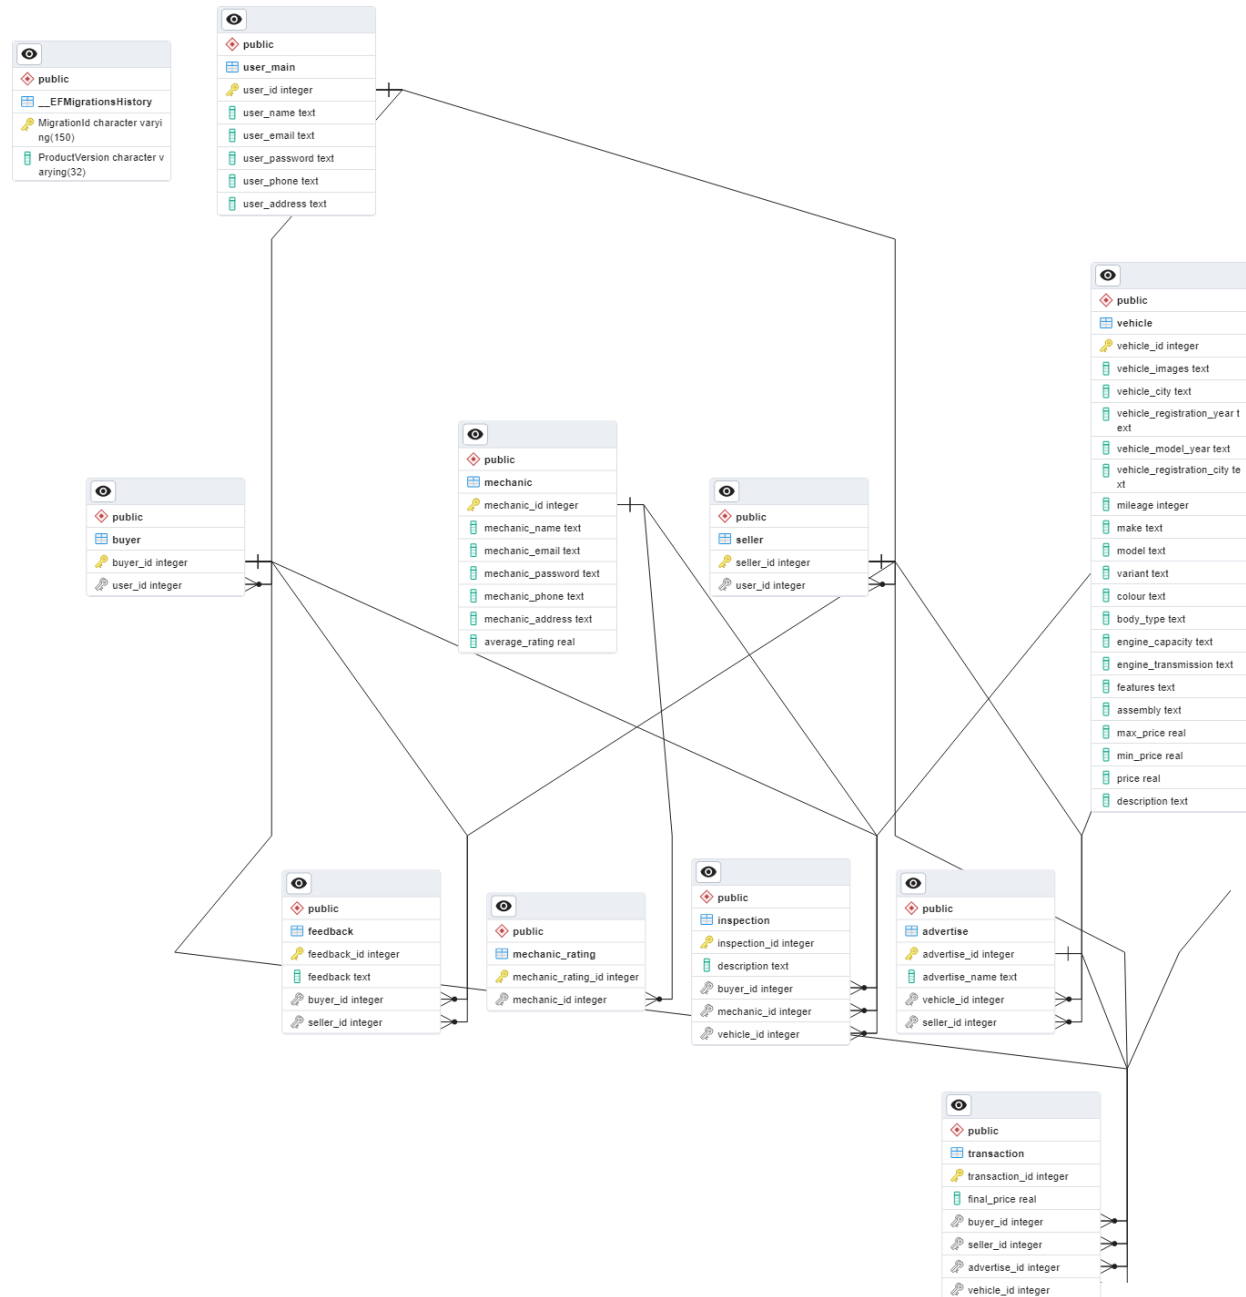 public
user_main
user_id integer
user_name text
user_email text
user_password text
user_phone text
user_address text
public
__EFMigrationsHistory
MigrationId character varyi
ng(150)
ProductVersion character v
arying(32)
public
vehicle
vehicle_id integer
vehicle_images text
vehicle_city text
vehicle_registration_year t
ext
vehicle_model_year text
vehicle_registration_city te
xt
mileage integer
make text
model text
variant text
colour text
body_type text
engine_capacity text
engine_transmission text
features text
assembly text
max_price real
min_price real
price real
description text
public
buyer
buyer_id integer
user_id integer
public
mechanic
mechanic_id integer
mechanic_name text
mechanic_email text
mechanic_password text
mechanic_phone text
mechanic_address text
average_rating real
public
seller
seller_id integer
user_id integer
public
feedback
feedback_id integer
feedback text
buyer_id integer
seller_id integer
public
mechanic_rating
mechanic_rating_id integer
mechanic_id integer
public
inspection
inspection_id integer
description text
buyer_id integer
mechanic_id integer
vehicle_id integer
public
advertise
advertise_id integer
advertise_name text
vehicle_id integer
seller_id integer
public
transaction
transaction_id integer
final_price real
buyer_id integer
seller_id integer
advertise_id integer
vehicle_id integer